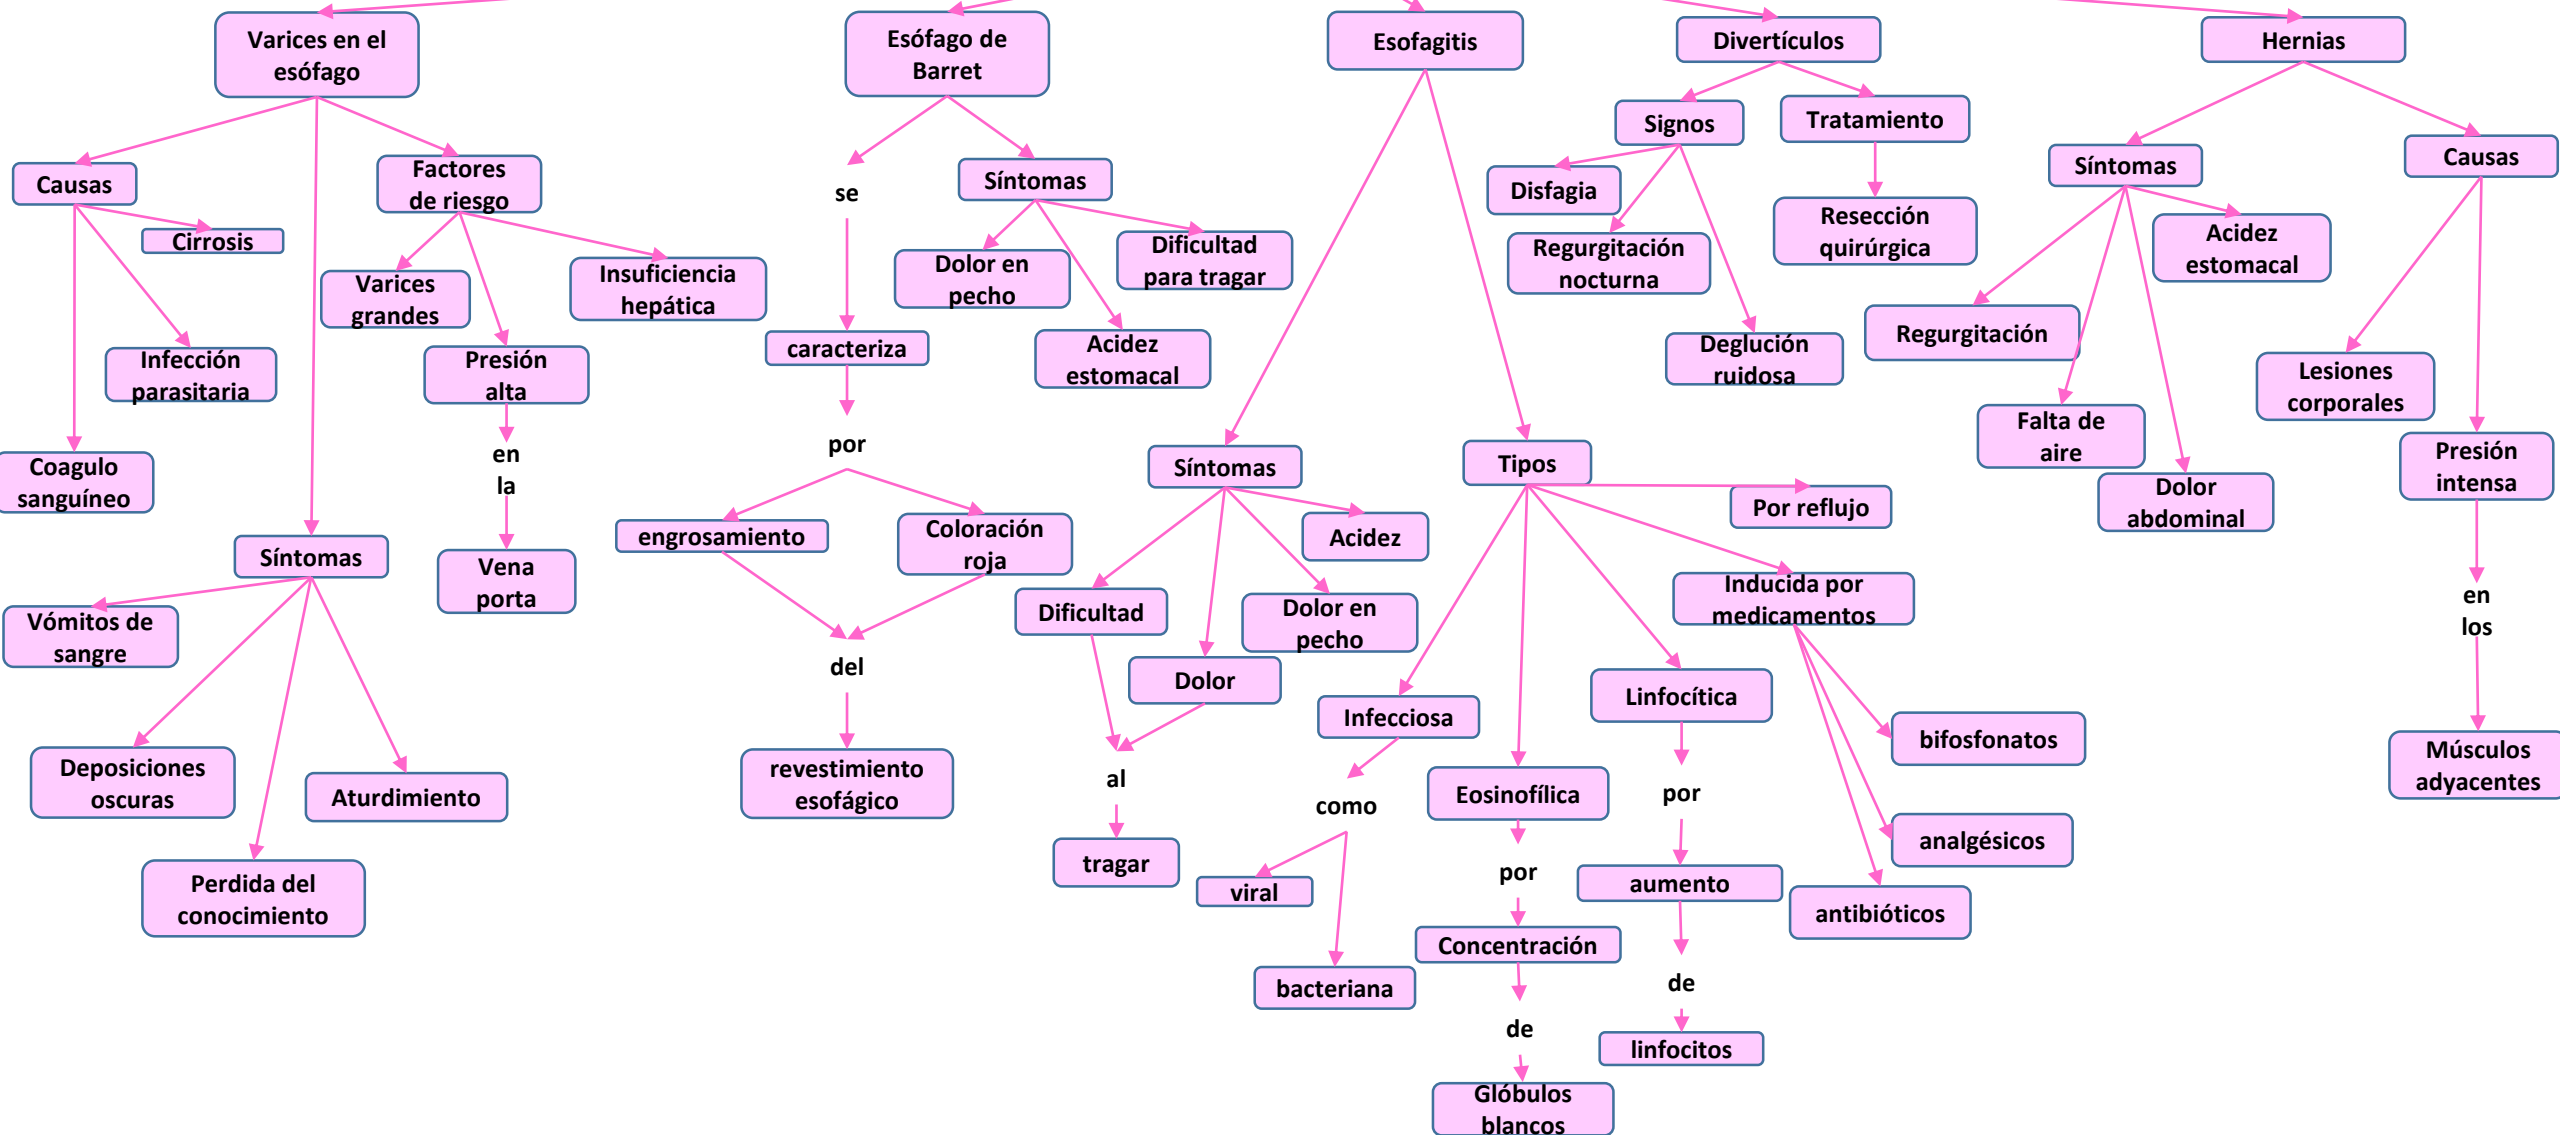 Varices en el
esófago
Causas
Cirrosis
Infección
parasitaria
Coagulo
sanguíneo
Factores
de riesgo
Varices
grandes
Insuficiencia
hepática
Presión
alta
en
la
Vena
porta
Síntomas
Vómitos de
sangre
Deposiciones
oscuras
Aturdimiento
Perdida del
conocimiento
Esófago de
Barret
se
caracteriza
por
engrosamiento
Coloración
roja
del
revestimiento
esofágico
Síntomas
Dolor en
pecho
Dificultad
para tragar
Acidez
estomacal
Esofagitis
Síntomas
Acidez
Dificultad
Dolor en
pecho
Dolor
al
tragar
Tipos
Por reflujo
Inducida por
medicamentos
bifosfonatos
analgésicos
antibióticos
Linfocítica
por
aumento
de
linfocitos
Infecciosa
como
viral
bacteriana
Eosinofílica
por
Concentración
de
Glóbulos
blancos
Divertículos
Signos
Disfagia
Regurgitación
nocturna
Deglución
ruidosa
Tratamiento
Resección
quirúrgica
Hernias
Síntomas
Acidez
estomacal
Regurgitación
Falta de
aire
Dolor
abdominal
Causas
Lesiones
corporales
Presión
intensa
en
los
Músculos
adyacentes